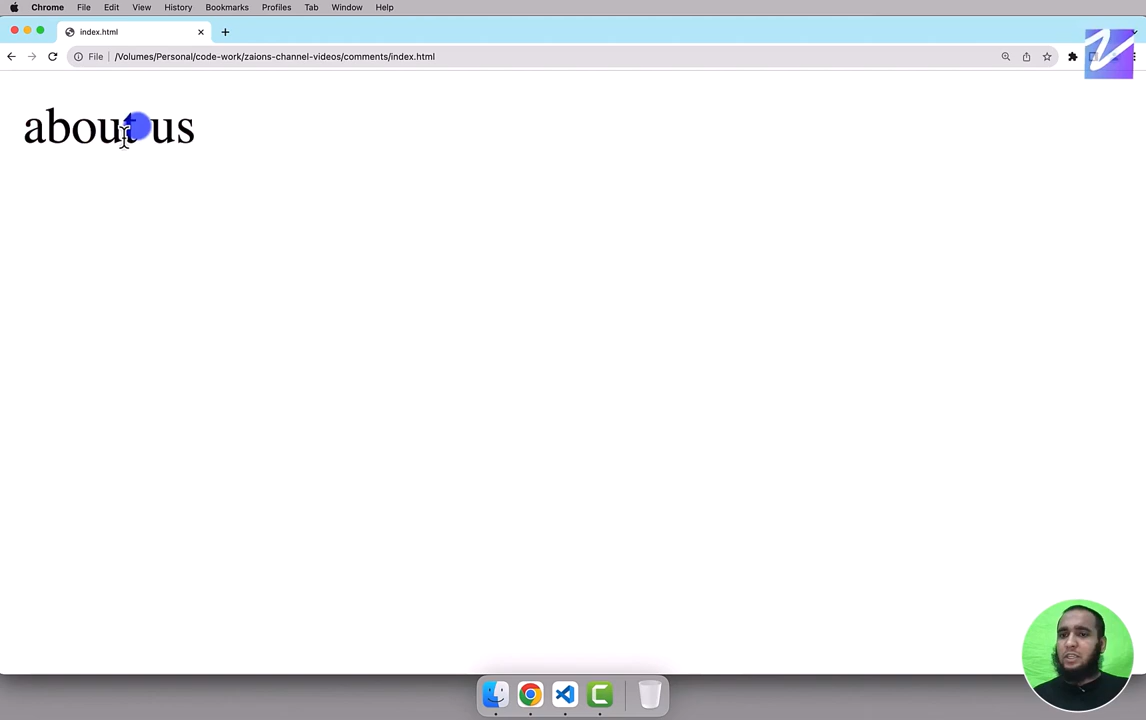 Chrome File Edit View History Bookmarks Profiles Tab Window Help
index.html
File /Volumes/Personal/code-work/zaions-channel-videos/comments/index.html
about us